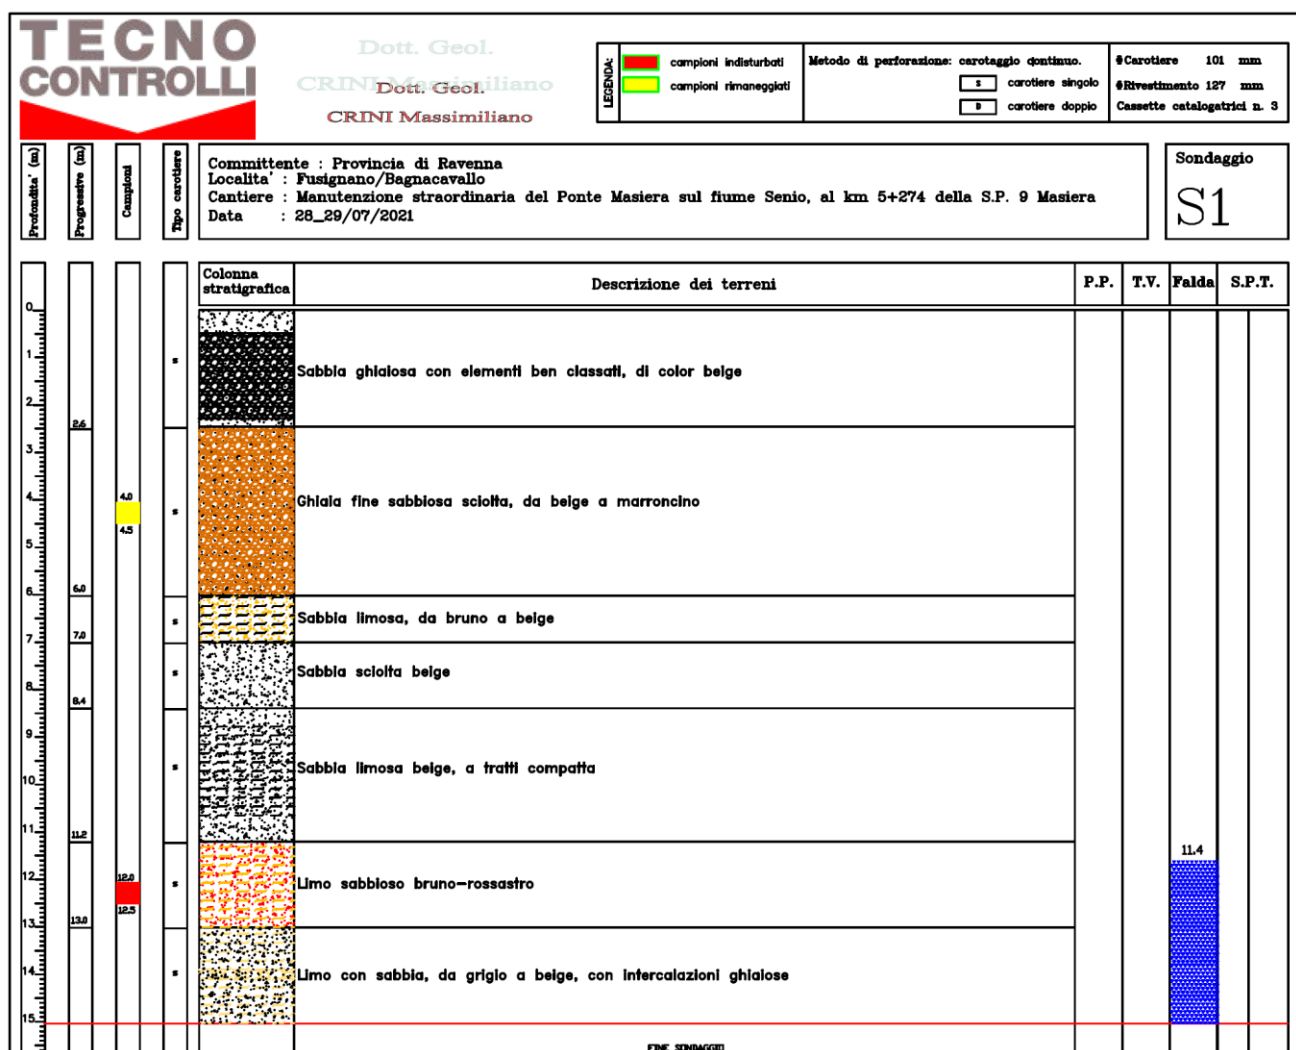 TECNO
CONTROLLI
Dott. Geol.
CRINI Massimiliano
Dott. Geol.
CRINI Massimiliano
LEGENDA:
campioni indisturbati
campioni rimaneggiati
Metodo di perforazione: carotaggio continuo.
S carotiere singolo
D carotiere doppio
ΦCarotiere 101 mm
ΦRivestimento 127 mm
Cassette catalogatrici n. 3
Profondita' (m)
Progressive (m)
Campioni
Tipo carotiere
Committente : Provincia di Ravenna
Localita' : Fusignano/Bagnacavallo
Cantiere : Manutenzione straordinaria del Ponte Masiera sul fiume Senio, al km 5+274 della S.P. 9 Masiera
Data : 28_29/07/2021
Sondaggio
S1
Colonna
stratigrafica
Descrizione dei terreni
P.P.
T.V.
Falda
S.P.T.
0
1
s
Sabbia ghiaiosa con elementi ben classati, di color beige
2
2.6
3
4
4.0
4.5
s
Ghiaia fine sabbiosa sciolta, da beige a marroncino
5
6
6.0
s
Sabbia limosa, da bruno a beige
7
7.0
s
Sabbia sciolta beige
8
8.4
9
s
Sabbia limosa beige, a tratti compatta
10
11
11.2
11.4
12
12.0
12.5
s
Limo sabbioso bruno-rossastro
13
13.0
14
s
Limo con sabbia, da grigio a beige, con intercalazioni ghiaiose
15
FINE SONDAGGIO